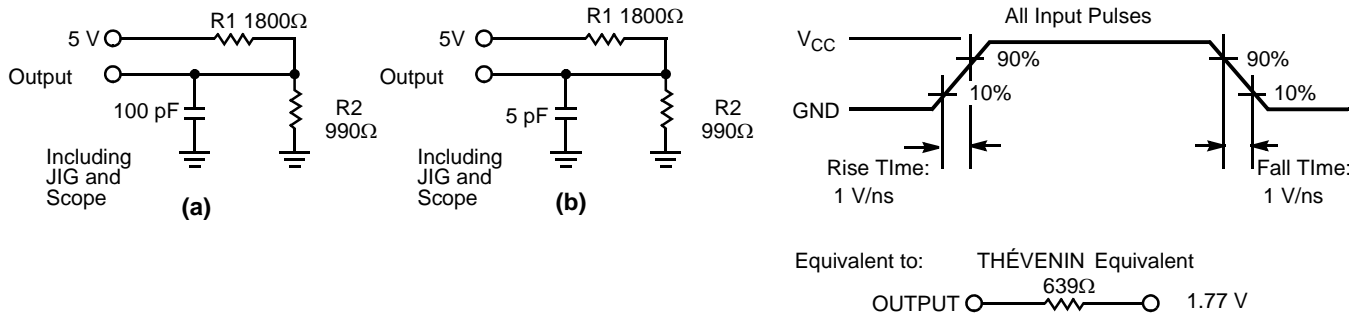 R1 1800Ω
5 V
Output
100 pF
R2
990Ω
Including
JIG and
Scope
(a)
R1 1800Ω
5V
Output
5 pF
R2
990Ω
Including
JIG and
Scope
(b)
All Input Pulses
VCC
90%
10%
GND
90%
10%
Rise TIme:
1 V/ns
Fall TIme:
1 V/ns
Equivalent to: THÉVENIN Equivalent
639Ω
OUTPUT 1.77 V